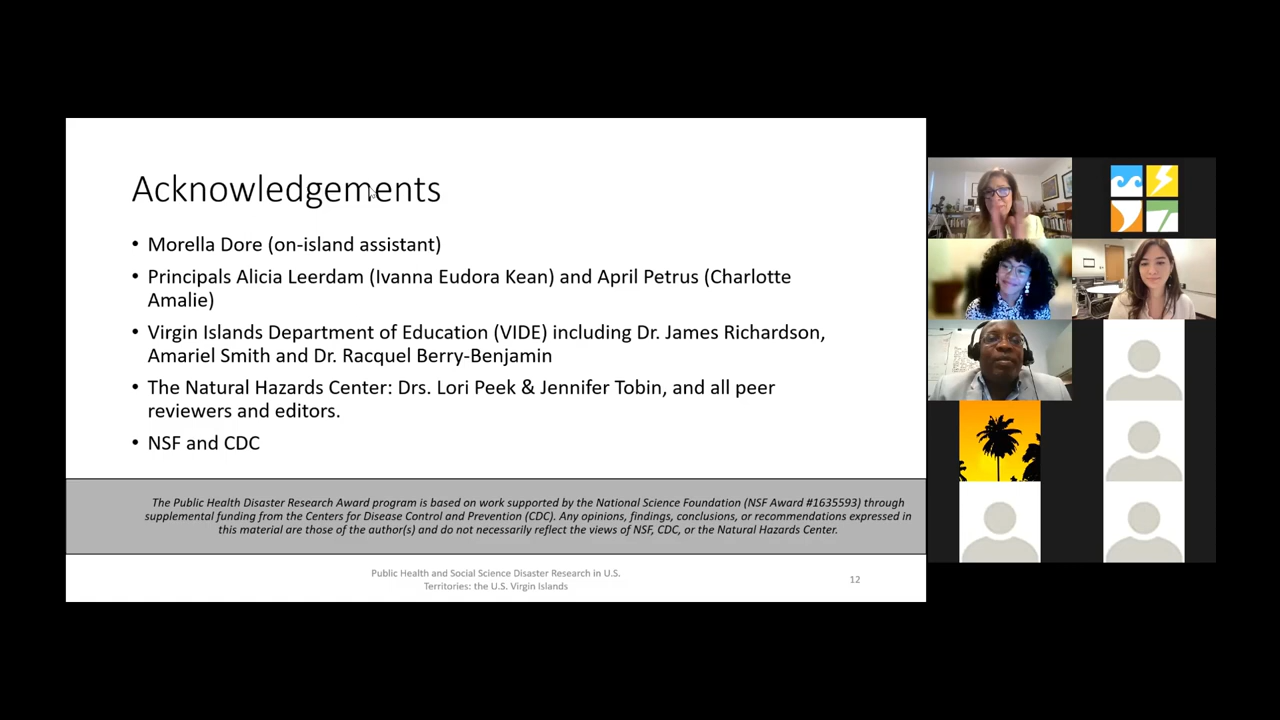 Acknowledgements
• Morella Dore (on-island assistant)
• Principals Alicia Leerdam (Ivanna Eudora Kean) and April Petrus (Charlotte
Amalie)
• Virgin Islands Department of Education (VIDE) including Dr. James Richardson,
Amariel Smith and Dr. Racquel Berry-Benjamin
• The Natural Hazards Center: Drs. Lori Peek & Jennifer Tobin, and all peer
reviewers and editors.
• NSF and CDC
The Public Health Disaster Research Award program is based on work supported by the National Science Foundation (NSF Award #1635593) through
supplemental funding from the Centers for Disease Control and Prevention (CDC). Any opinions, findings, conclusions, or recommendations expressed in
this material are those of the author(s) and do not necessarily reflect the views of NSF, CDC, or the Natural Hazards Center.
Public Health and Social Science Disaster Research in U.S.
Territories: the U.S. Virgin Islands
12